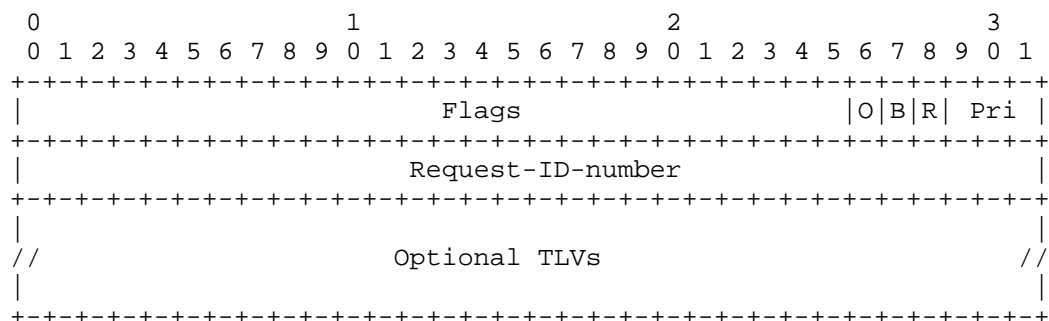 0                   1                   2                   3
 0 1 2 3 4 5 6 7 8 9 0 1 2 3 4 5 6 7 8 9 0 1 2 3 4 5 6 7 8 9 0 1
+-+-+-+-+-+-+-+-+-+-+-+-+-+-+-+-+-+-+-+-+-+-+-+-+-+-+-+-+-+-+-+-+
|                          Flags                    |O|B|R| Pri |
+-+-+-+-+-+-+-+-+-+-+-+-+-+-+-+-+-+-+-+-+-+-+-+-+-+-+-+-+-+-+-+-+
|                        Request-ID-number                      |
+-+-+-+-+-+-+-+-+-+-+-+-+-+-+-+-+-+-+-+-+-+-+-+-+-+-+-+-+-+-+-+-+
|                                                               |
//                      Optional TLVs                          //
|                                                               |
+-+-+-+-+-+-+-+-+-+-+-+-+-+-+-+-+-+-+-+-+-+-+-+-+-+-+-+-+-+-+-+-+